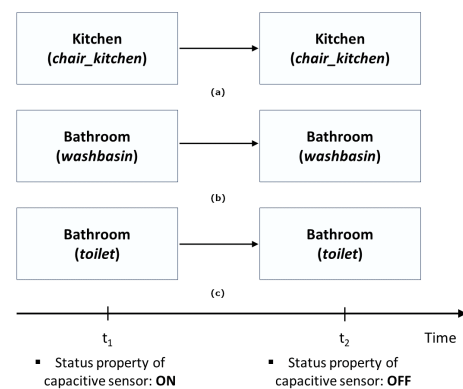 Kitchen
(chair_kitchen)
Kitchen
(chair_kitchen)
(a)
Bathroom
(washbasin)
Bathroom
(washbasin)
(b)
Bathroom
(toilet)
Bathroom
(toilet)
(c)
t1
t2
Time
▪ Status property of
capacitive sensor: ON
▪ Status property of
capacitive sensor: OFF